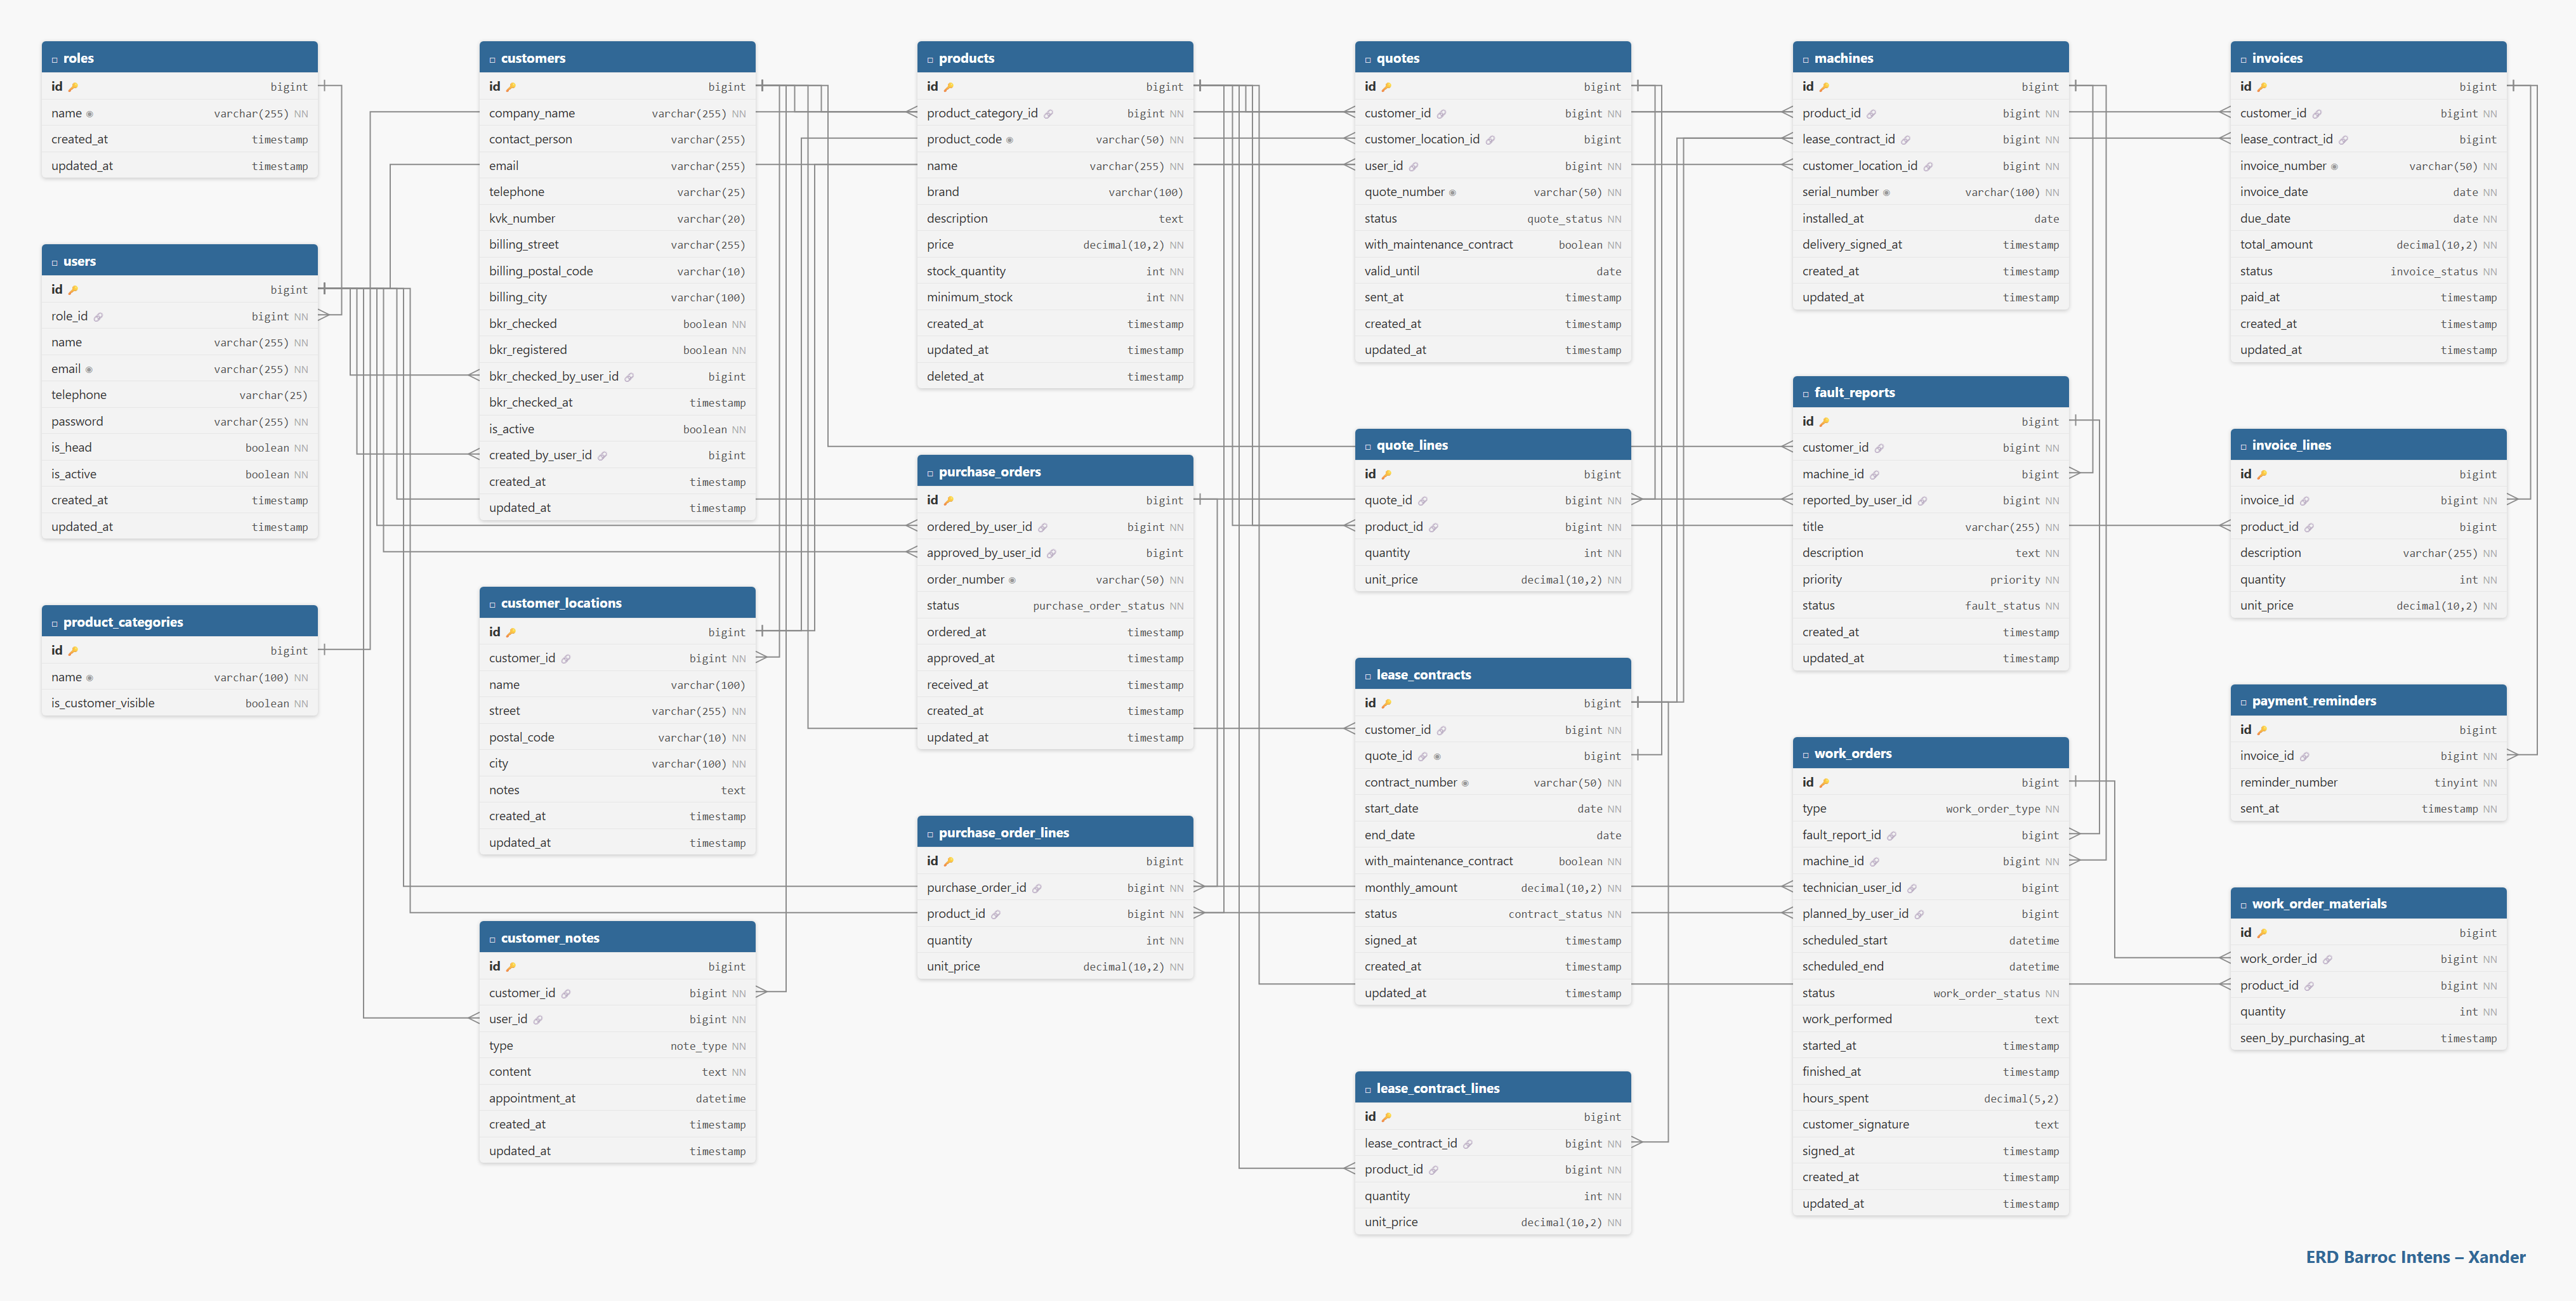 roles
id bigint
name varchar(255) NN
created_at timestamp
updated_at timestamp
users
id bigint
role_id bigint NN
name varchar(255) NN
email varchar(255) NN
telephone varchar(25)
password varchar(255) NN
is_head boolean NN
is_active boolean NN
created_at timestamp
updated_at timestamp
product_categories
id bigint
name varchar(100) NN
is_customer_visible boolean NN
customers
id bigint
company_name varchar(255) NN
contact_person varchar(255)
email varchar(255)
telephone varchar(25)
kvk_number varchar(20)
billing_street varchar(255)
billing_postal_code varchar(10)
billing_city varchar(100)
bkr_checked boolean NN
bkr_registered boolean NN
bkr_checked_by_user_id bigint
bkr_checked_at timestamp
is_active boolean NN
created_by_user_id bigint
created_at timestamp
updated_at timestamp
customer_locations
id bigint
customer_id bigint NN
name varchar(100)
street varchar(255) NN
postal_code varchar(10) NN
city varchar(100) NN
notes text
created_at timestamp
updated_at timestamp
customer_notes
id bigint
customer_id bigint NN
user_id bigint NN
type note_type NN
content text NN
appointment_at datetime
created_at timestamp
updated_at timestamp
products
id bigint
product_category_id bigint NN
product_code varchar(50) NN
name varchar(255) NN
brand varchar(100)
description text
price decimal(10,2) NN
stock_quantity int NN
minimum_stock int NN
created_at timestamp
updated_at timestamp
deleted_at timestamp
purchase_orders
id bigint
ordered_by_user_id bigint NN
approved_by_user_id bigint
order_number varchar(50) NN
status purchase_order_status NN
ordered_at timestamp
approved_at timestamp
received_at timestamp
created_at timestamp
updated_at timestamp
purchase_order_lines
id bigint
purchase_order_id bigint NN
product_id bigint NN
quantity int NN
unit_price decimal(10,2) NN
quotes
id bigint
customer_id bigint NN
customer_location_id bigint
user_id bigint NN
quote_number varchar(50) NN
status quote_status NN
with_maintenance_contract boolean NN
valid_until date
sent_at timestamp
created_at timestamp
updated_at timestamp
quote_lines
id bigint
quote_id bigint NN
product_id bigint NN
quantity int NN
unit_price decimal(10,2) NN
lease_contracts
id bigint
customer_id bigint NN
quote_id bigint
contract_number varchar(50) NN
start_date date NN
end_date date
with_maintenance_contract boolean NN
monthly_amount decimal(10,2) NN
status contract_status NN
signed_at timestamp
created_at timestamp
updated_at timestamp
lease_contract_lines
id bigint
lease_contract_id bigint NN
product_id bigint NN
quantity int NN
unit_price decimal(10,2) NN
machines
id bigint
product_id bigint NN
lease_contract_id bigint NN
customer_location_id bigint NN
serial_number varchar(100) NN
installed_at date
delivery_signed_at timestamp
created_at timestamp
updated_at timestamp
fault_reports
id bigint
customer_id bigint NN
machine_id bigint
reported_by_user_id bigint NN
title varchar(255) NN
description text NN
priority priority NN
status fault_status NN
created_at timestamp
updated_at timestamp
work_orders
id bigint
type work_order_type NN
fault_report_id bigint
machine_id bigint NN
technician_user_id bigint
planned_by_user_id bigint
scheduled_start datetime
scheduled_end datetime
status work_order_status NN
work_performed text
started_at timestamp
finished_at timestamp
hours_spent decimal(5,2)
customer_signature text
signed_at timestamp
created_at timestamp
updated_at timestamp
invoices
id bigint
customer_id bigint NN
lease_contract_id bigint
invoice_number varchar(50) NN
invoice_date date NN
due_date date NN
total_amount decimal(10,2) NN
status invoice_status NN
paid_at timestamp
created_at timestamp
updated_at timestamp
invoice_lines
id bigint
invoice_id bigint NN
product_id bigint
description varchar(255) NN
quantity int NN
unit_price decimal(10,2) NN
payment_reminders
id bigint
invoice_id bigint NN
reminder_number tinyint NN
sent_at timestamp NN
work_order_materials
id bigint
work_order_id bigint NN
product_id bigint NN
quantity int NN
seen_by_purchasing_at timestamp
ERD Barroc Intens – Xander